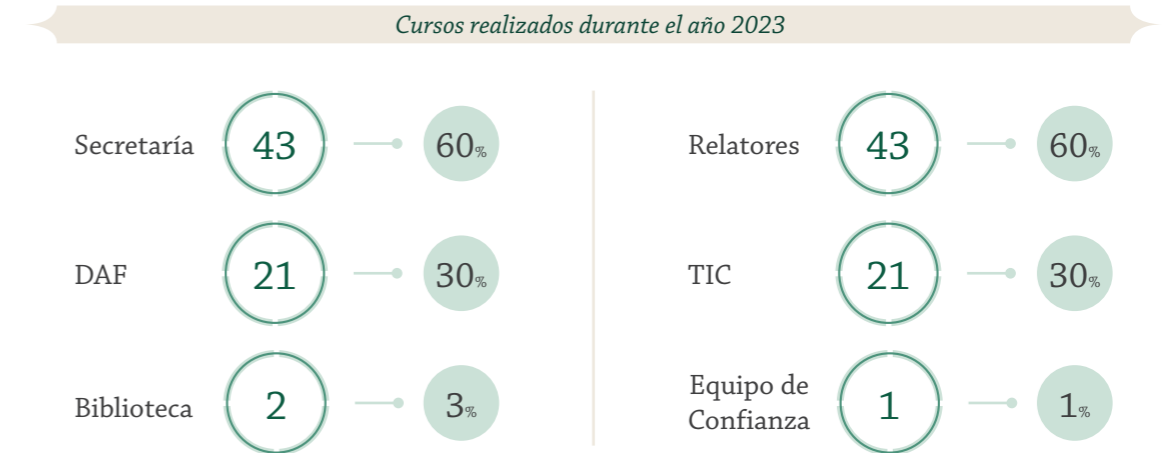 Cursos realizados durante el año 2023
Secretaría 43 60%
DAF 21 30%
Biblioteca 2 3%
Relatores 43 60%
TIC 21 30%
Equipo de
Confianza 1 1%